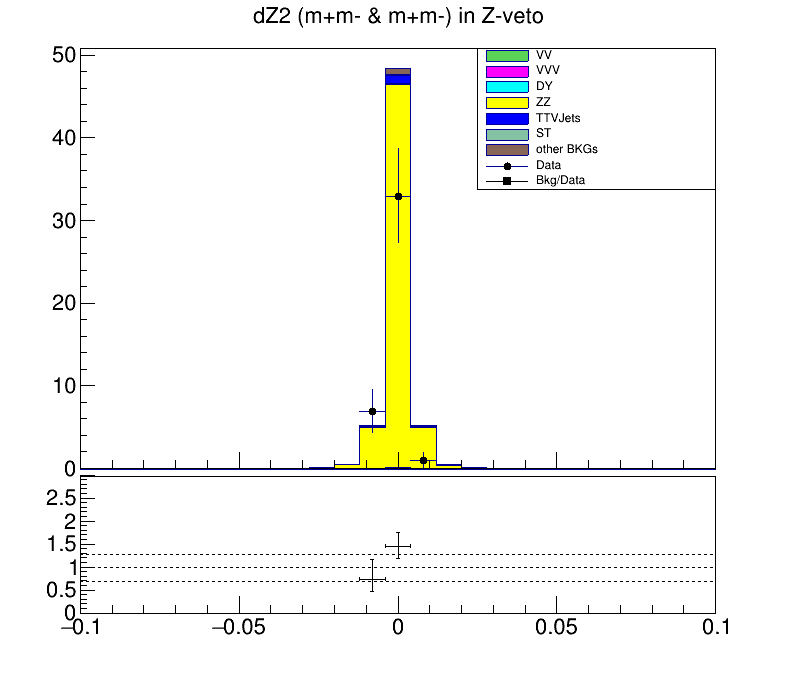 dZ2 (m+m- & m+m-) in Z-veto
50
40
30
20
10
0
VV
VVV
DY
ZZ
TTVJets
ST
other BKGs
Data
Bkg/Data
2.5
2
1.5
1
0.5
0
−0.1
−0.05
0
0.05
0.1